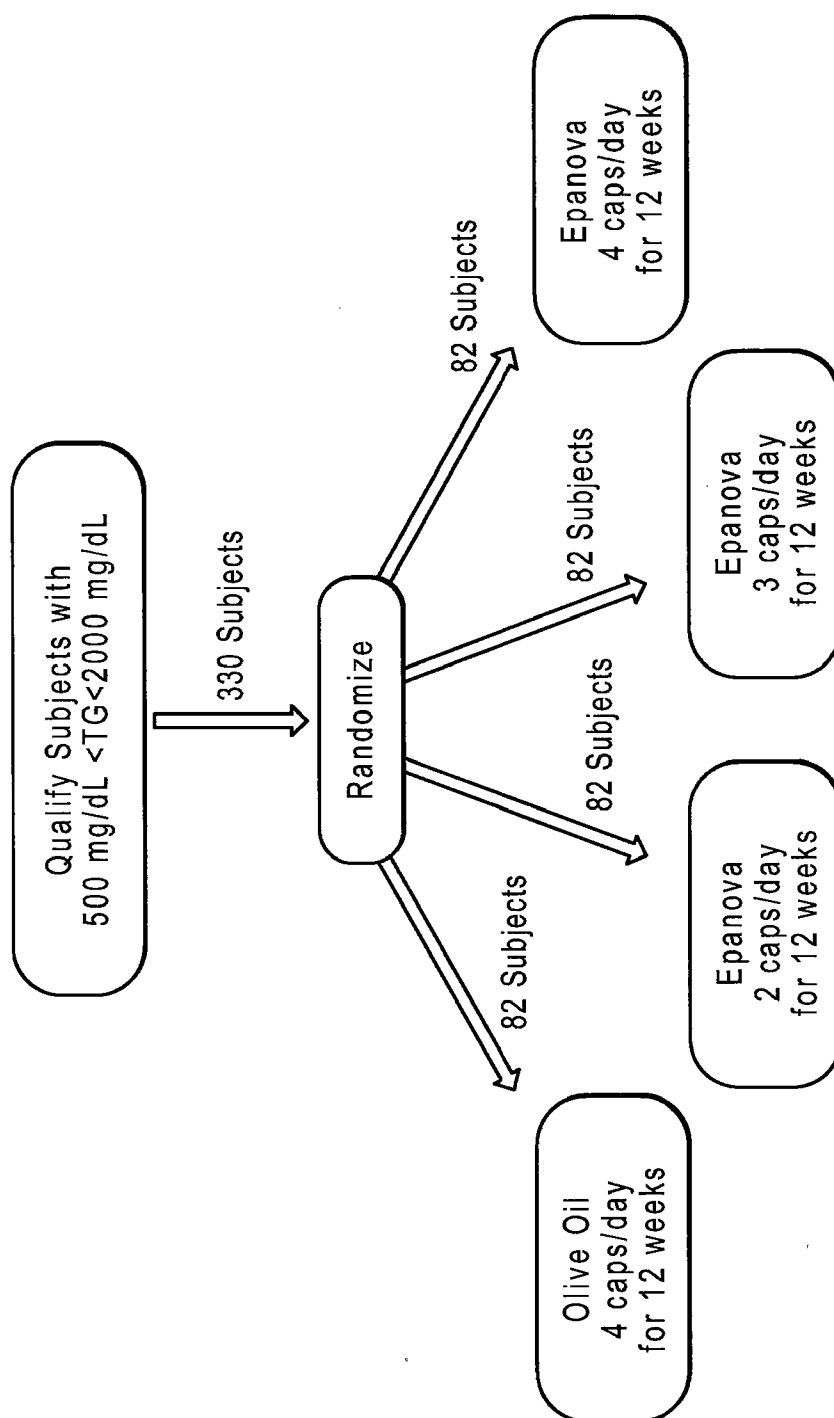 Qualify Subjects with
500 mg/dL <TG<2000 mg/dL
330 Subjects
Randomize
82 Subjects
82 Subjects
82 Subjects
82 Subjects
Olive Oil
4 caps/day
for 12 weeks
Epanova
2 caps/day
for 12 weeks
Epanova
3 caps/day
for 12 weeks
Epanova
4 caps/day
for 12 weeks